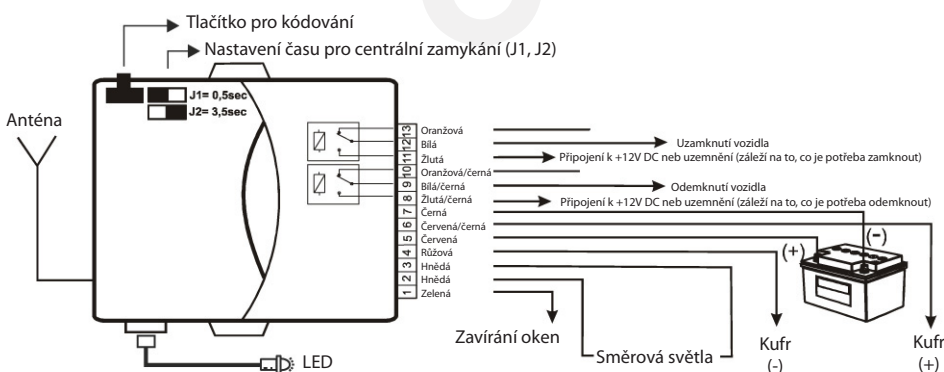 Tlačítko pro kódování
Nastavení času pro centrální zamykání (J1, J2)
J1= 0,5sec
J2= 3,5sec
Anténa
13 Oranžová
12 Bílá
Uzamknutí vozidla
11 Žlutá
Připojení k +12V DC neb uzemnění (záleží na to, co je potřeba zamknout)
10 Oranžová/černá
9 Bílá/černá
Odemknutí vozidla
8 Žlutá/černá
Připojení k +12V DC neb uzemnění (záleží na to, co je potřeba odemknout)
7 Černá
6 Červená/černá
5 Červená
4 Růžová
3 Hnědá
2 Hnědá
1 Zelená
(+)
(-)
Zavírání oken
Směrová světla
Kufr
(-)
Kufr
(+)
LED